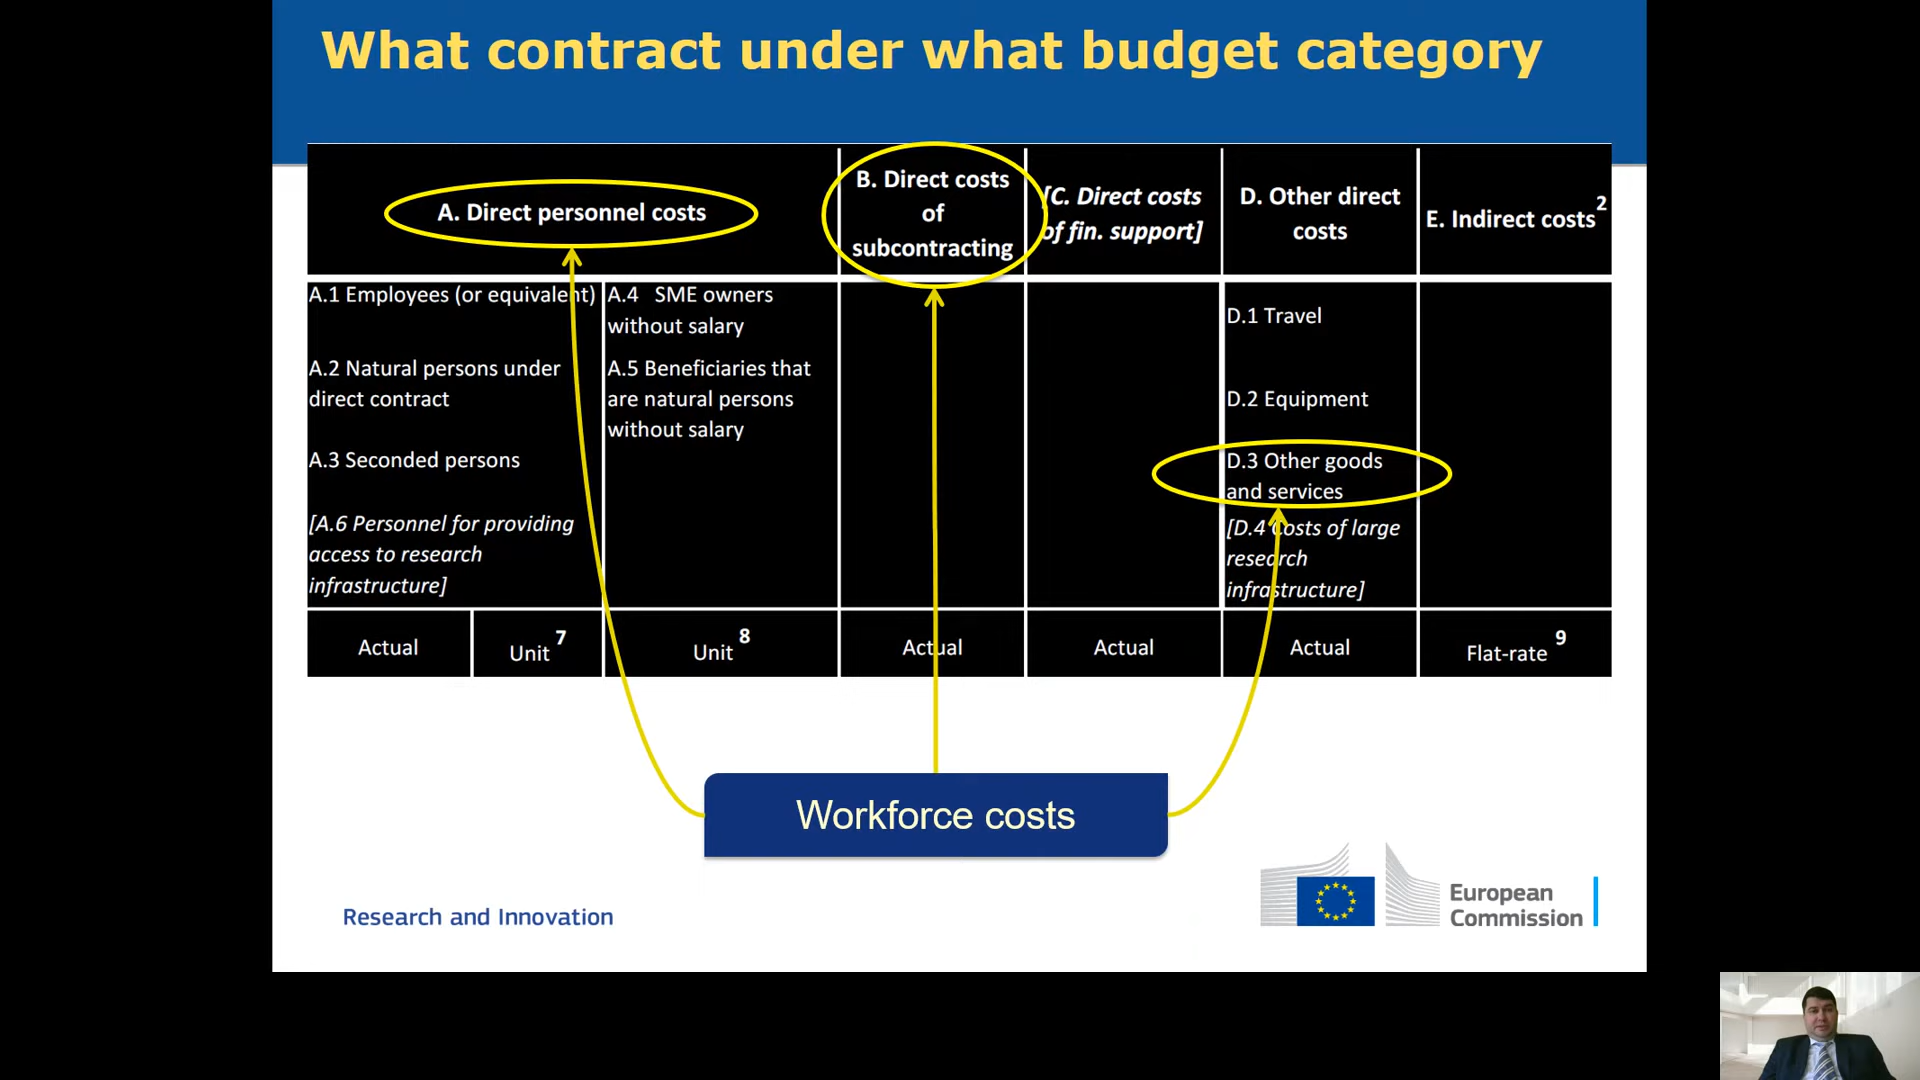 What contract under what budget category
A. Direct personnel costs
B. Direct costs
of
subcontracting
[C. Direct costs
of fin. support]
D. Other direct
costs
E. Indirect costs 2
A.1 Employees (or equivalent)
A.2 Natural persons under
direct contract
A.3 Seconded persons
[A.6 Personnel for providing
access to research
infrastructure]
A.4 SME owners
without salary
A.5 Beneficiaries that
are natural persons
without salary
D.1 Travel
D.2 Equipment
D.3 Other goods
and services
[D.4 Costs of large
research
infrastructure]
Actual
Unit 7
Unit 8
Actual
Actual
Actual
Flat-rate 9
Workforce costs
Research and Innovation
European
Commission